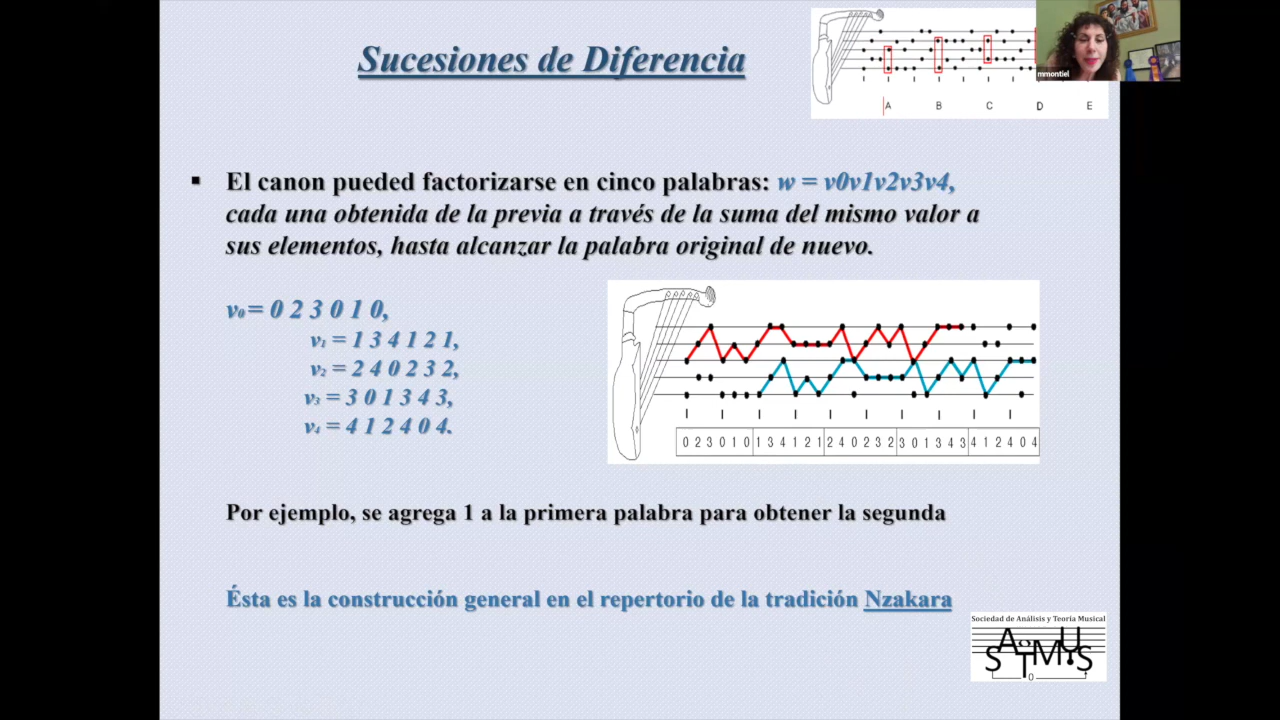 Sucesiones de Diferencia
mmontiel
A B C D E
El canon pueded factorizarse en cinco palabras: w = v0v1v2v3v4,
cada una obtenida de la previa a través de la suma del mismo valor a
sus elementos, hasta alcanzar la palabra original de nuevo.
v0 = 0 2 3 0 1 0,
v1 = 1 3 4 1 2 1,
v2 = 2 4 0 2 3 2,
v3 = 3 0 1 3 4 3,
v4 = 4 1 2 4 0 4.
0 2 3 0 1 0 1 3 4 1 2 1 2 4 0 2 3 2 3 0 1 3 4 3 4 1 2 4 0 4
Por ejemplo, se agrega 1 a la primera palabra para obtener la segunda
Ésta es la construcción general en el repertorio de la tradición Nzakara
Sociedad de Análisis y Teoría Musical
SATMUS